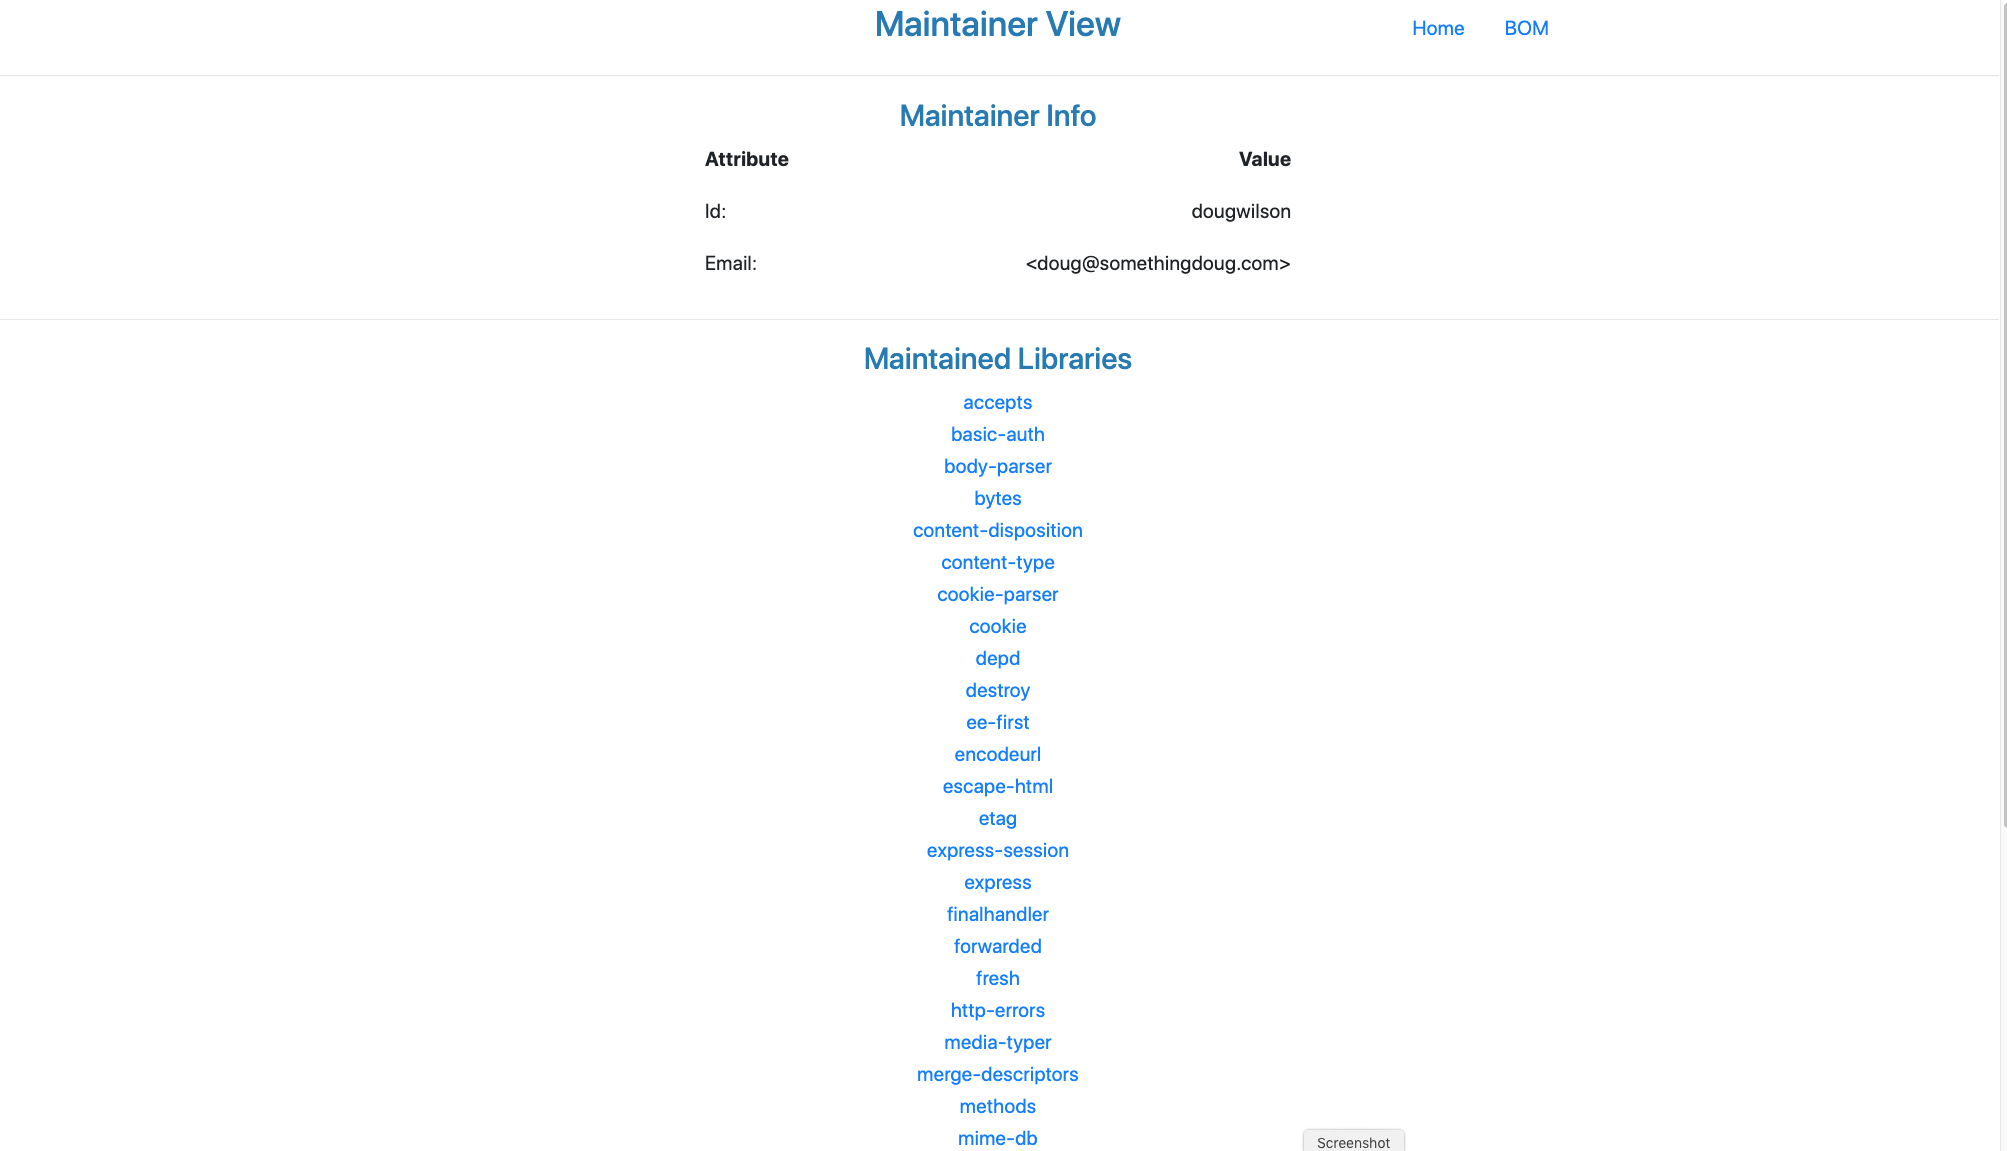 Maintainer View
Home BOM
Maintainer Info
Attribute Value
Id: dougwilson
Email: <doug@somethingdoug.com>
Maintained Libraries
accepts
basic-auth
body-parser
bytes
content-disposition
content-type
cookie-parser
cookie
depd
destroy
ee-first
encodeurl
escape-html
etag
express-session
express
finalhandler
forwarded
fresh
http-errors
media-typer
merge-descriptors
methods
mime-db
Screenshot